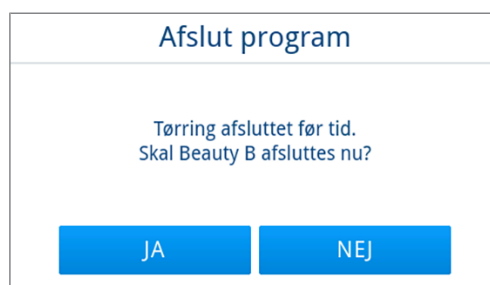 Afslut program
Tørring afsluttet før tid.
Skal Beauty B afsluttes nu?
JA
NEJ